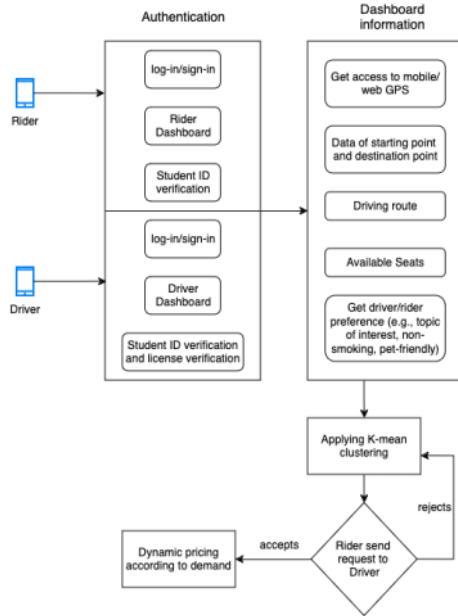 Authentication
Dashboard
information
Rider
log-in/sign-in
Rider
Dashboard
Student ID
verification
Driver
log-in/sign-in
Driver
Dashboard
Student ID verification
and license verification
Get access to mobile/
web GPS
Data of starting point
and destination point
Driving route
Available Seats
Get driver/rider
preference (e.g., topic
of interest, non-
smoking, pet-friendly)
Applying K-mean
clustering
rejects
Rider send
request to
Driver
accepts
Dynamic pricing
according to demand